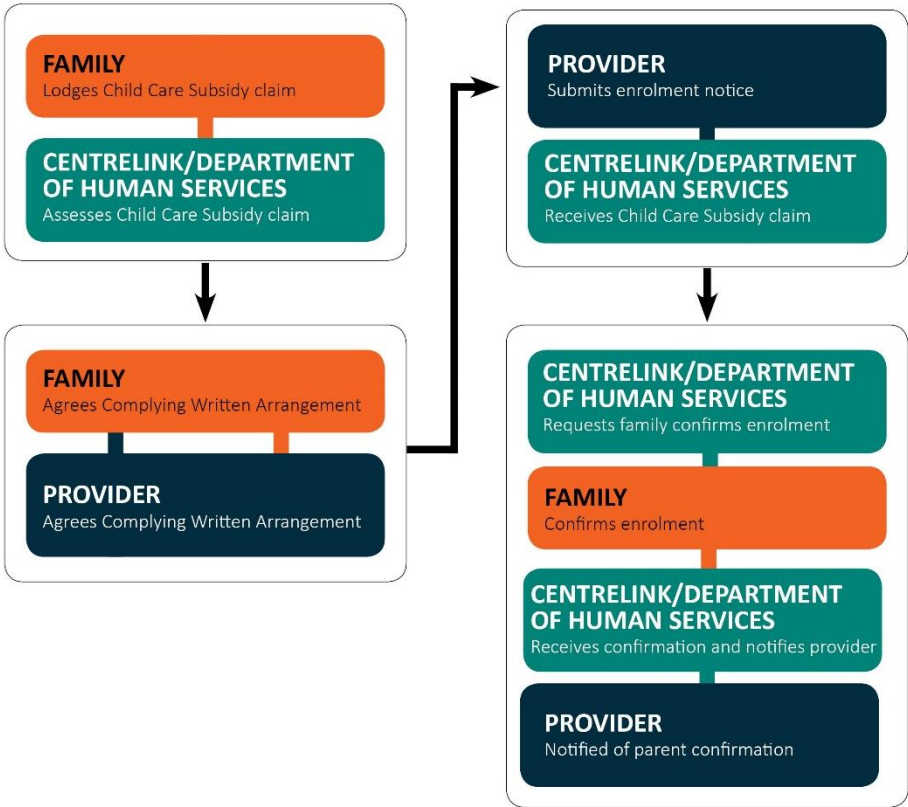 FAMILY
Lodges Child Care Subsidy claim
CENTRELINK/DEPARTMENT
OF HUMAN SERVICES
Assesses Child Care Subsidy claim
FAMILY
Agrees Complying Written Arrangement
PROVIDER
Agrees Complying Written Arrangement
PROVIDER
Submits enrolment notice
CENTRELINK/DEPARTMENT
OF HUMAN SERVICES
Receives Child Care Subsidy claim
CENTRELINK/DEPARTMENT
OF HUMAN SERVICES
Requests family confirms enrolment
FAMILY
Confirms enrolment
CENTRELINK/DEPARTMENT
OF HUMAN SERVICES
Receives confirmation and notifies provider
PROVIDER
Notified of parent confirmation